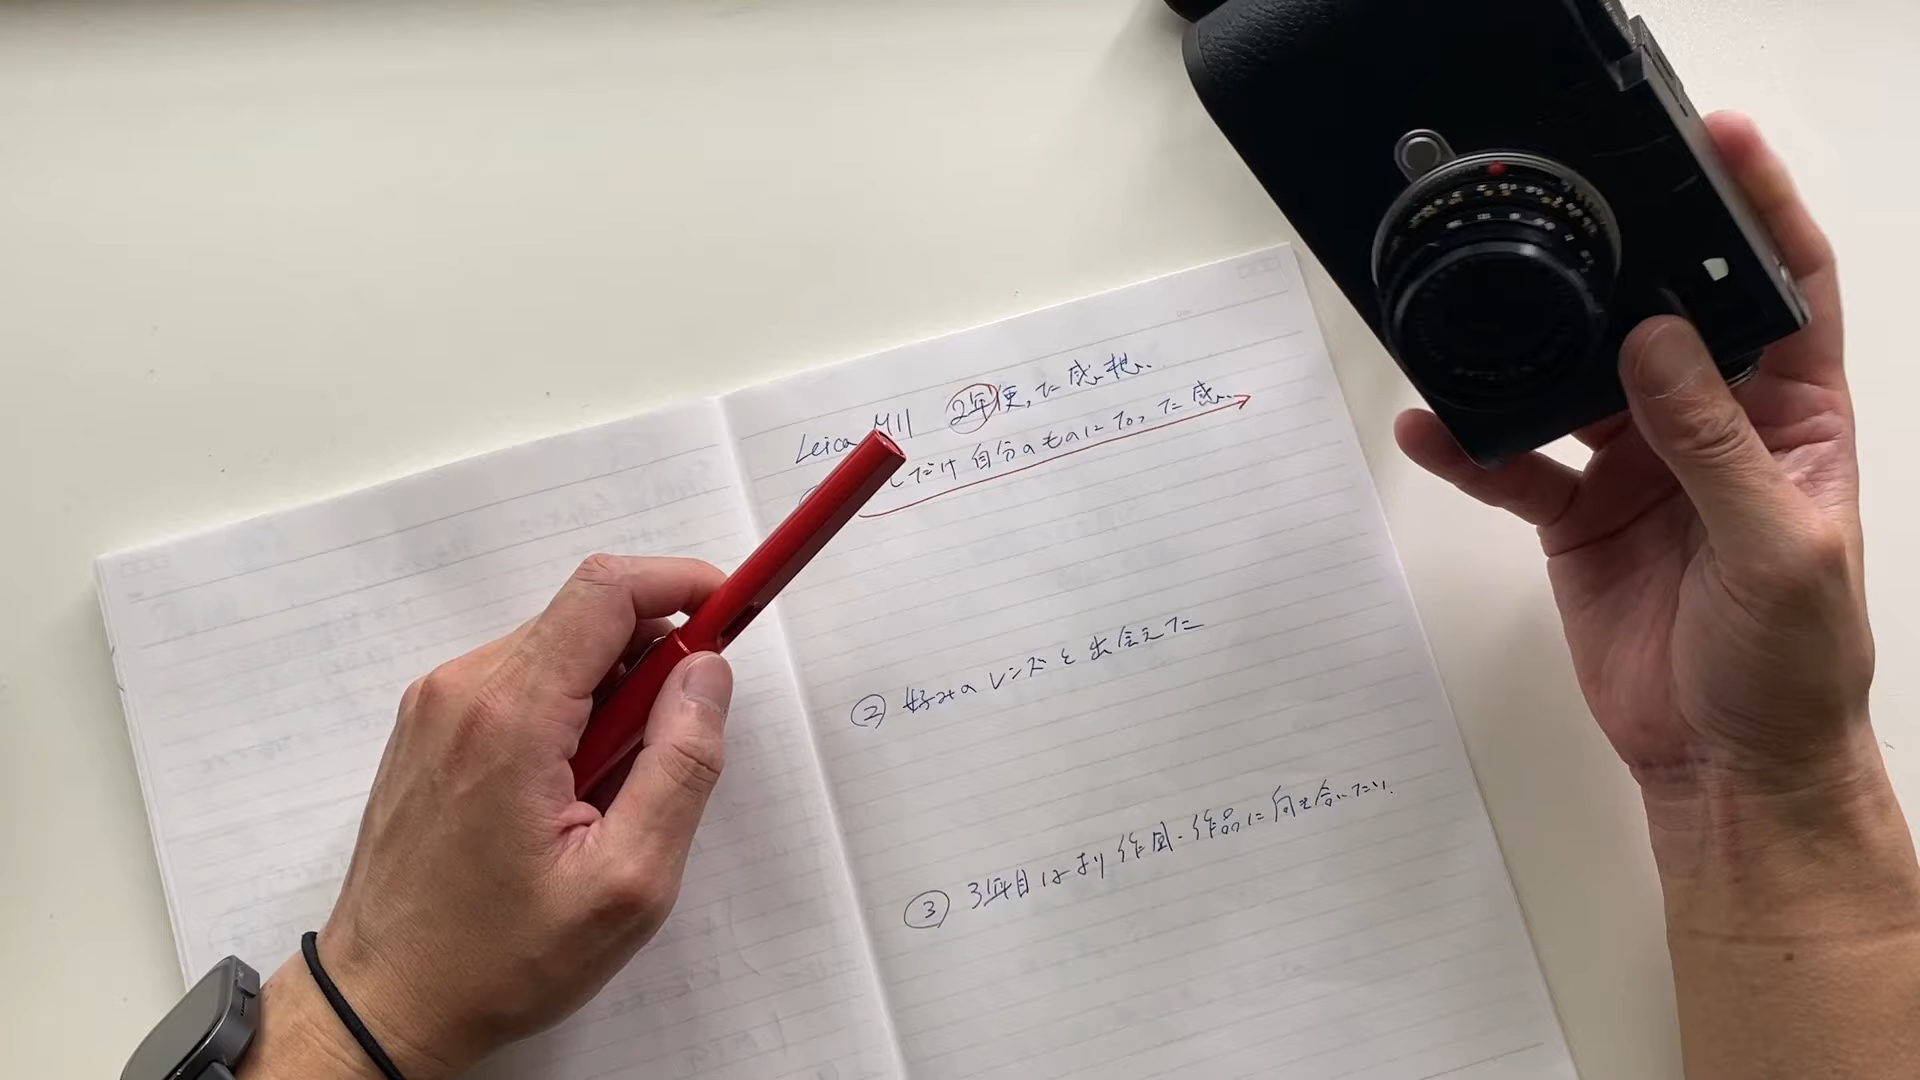 Leica M11 2年使った感想、
しだけ自分のものになった感、
② 好みのレンズと出会えた
③ 3年目はより作風・作品に向き合いたい。